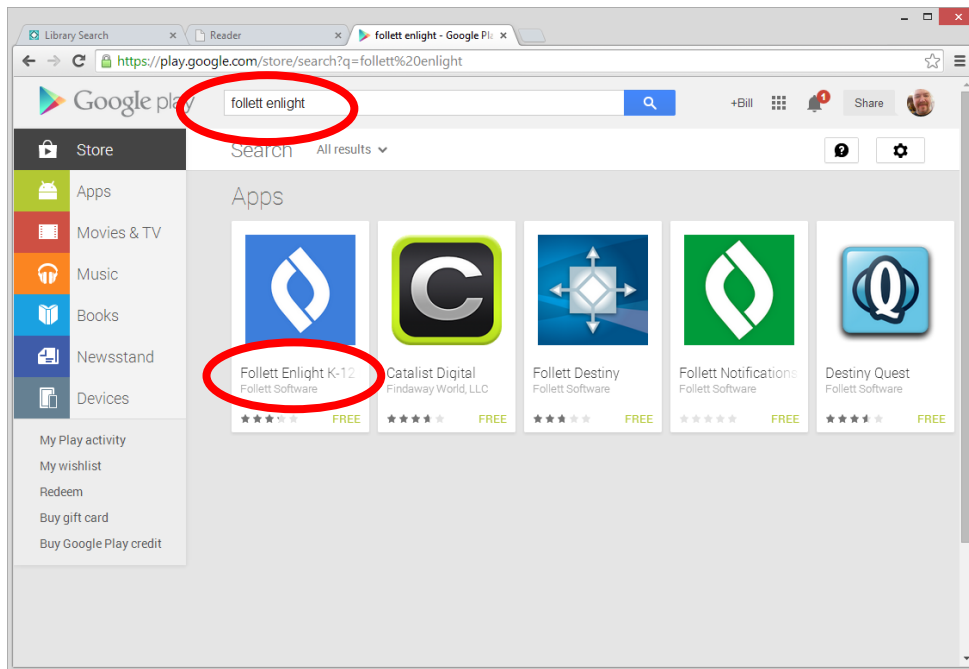 Library Search
Reader
follett enlight - Google Pla
https://play.google.com/store/search?q=follett%20enlight
Google play
follett enlight
+Bill
1
Share
Store
Search
All results
Apps
Movies & TV
Music
Books
Newsstand
Devices
My Play activity
My wishlist
Redeem
Buy gift card
Buy Google Play credit
Apps
C
Q
Follett Enlight K-12
Catalist Digital
Follett Destiny
Follett Notifications
Destiny Quest
Follett Software
Findaway World, LLC
Follett Software
Follett Software
Follett Software
FREE
FREE
FREE
FREE
FREE